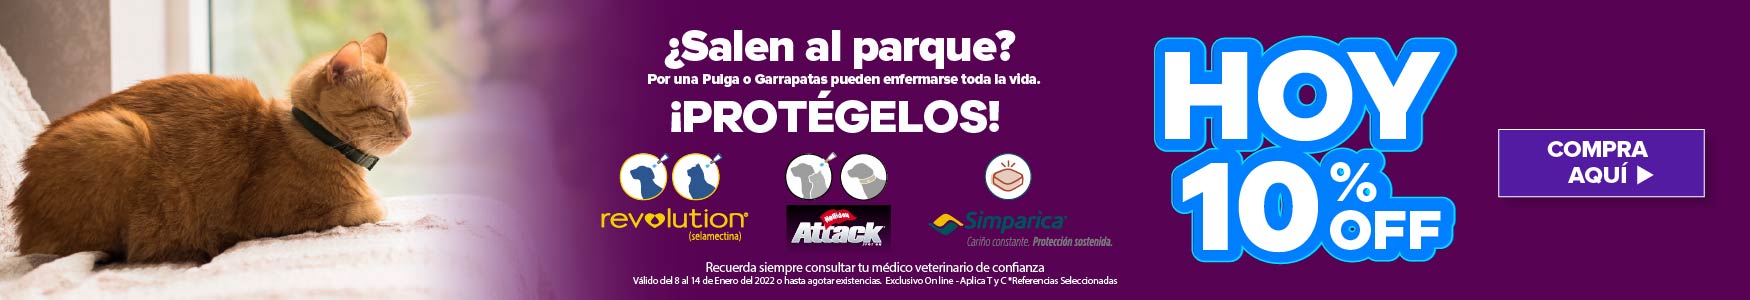 ¿Salen al parque?
Por una Pulga o Garrapatas pueden enfermarse toda la vida.
¡PROTÉGELOS!
revolution®
(selamectina)
Holliday
Attack
Simparica
Cariño constante. Protección sostenida.
Recuerda siempre consultar tu médico veterinario de confianza
Válido del 8 al 14 de Enero del 2022 o hasta agotar existencias. Exclusivo On line - Aplica T y C *Referencias Seleccionadas
HOY
10%
OFF
COMPRA
AQUÍ